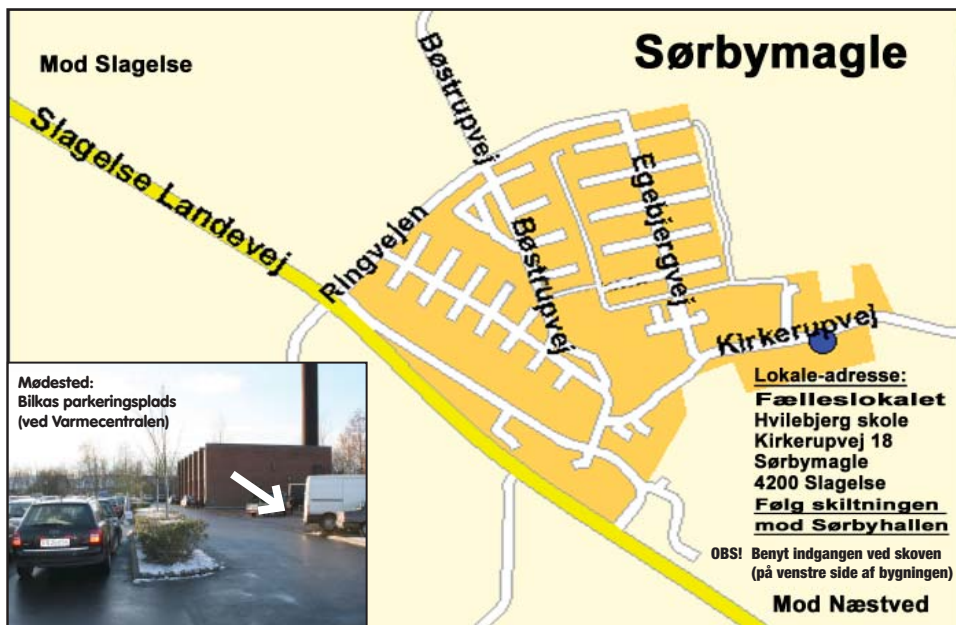 Sørbymagle
Mod Slagelse
Bøstrupvej
Slagelse Landevej
Ringvejen
Egebjergvej
Bøstrupvej
Kirkerupvej
Mødested:
Bilkas parkeringsplads
(ved Varmecentralen)
Lokale-adresse:
Fælleslokalet
Hvilebjerg skole
Kirkerupvej 18
Sørbymagle
4200 Slagelse
Følg skiltningen
mod Sørbyhallen
OBS! Benyt indgangen ved skoven
(på venstre side af bygningen)
Mod Næstved